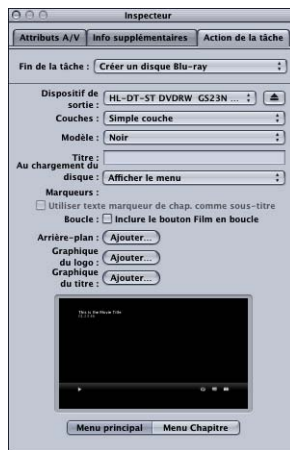 Inspecteur
Attributs A/V Info supplémentaires Action de la tâche
Fin de la tâche : Créer un disque Blu-ray
Dispositif de sortie : HL-DT-ST DVDRW GS23N ...
Couches : Simple couche
Modèle : Noir
Titre :
Au chargement du disque : Afficher le menu
Marqueurs :
Utiliser texte marqueur de chap. comme sous-titre
Boucle : Inclure le bouton Film en boucle
Arrière-plan : Ajouter...
Graphique du logo : Ajouter...
Graphique du titre : Ajouter...
This is the Movie Title
Menu principal Menu Chapitre